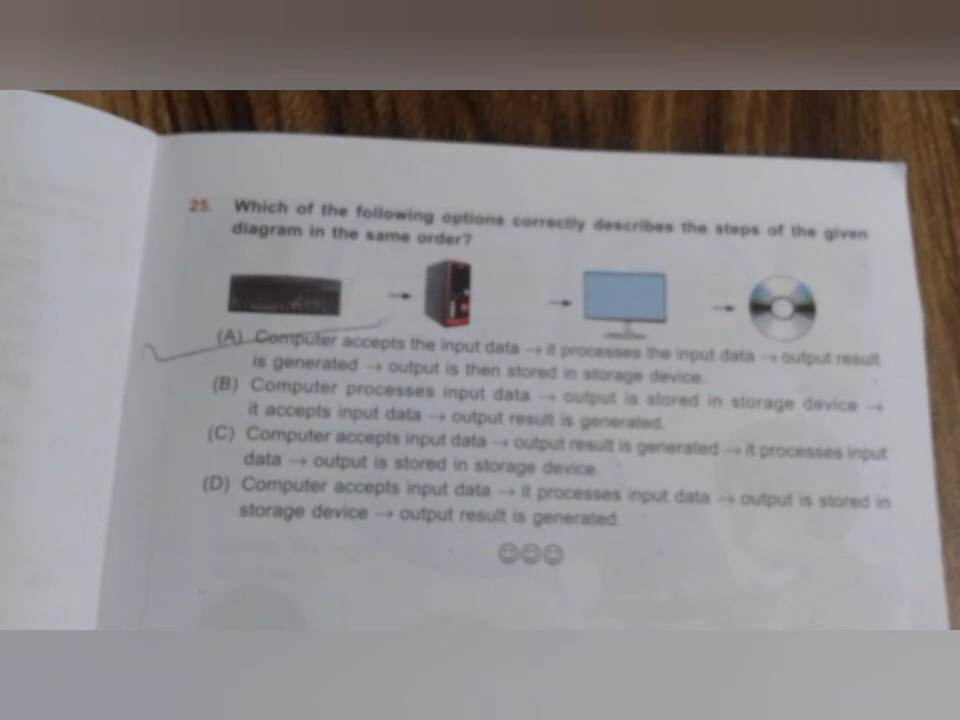 25. Which of the following options correctly describes the steps of the given
diagram in the same order?
(A) Computer accepts the input data → it processes the input data → output result
is generated → output is then stored in storage device.
(B) Computer processes input data → output is stored in storage device →
it accepts input data → output result is generated.
(C) Computer accepts input data → output result is generated → it processes input
data → output is stored in storage device.
(D) Computer accepts input data → it processes input data → output is stored in
storage device → output result is generated.